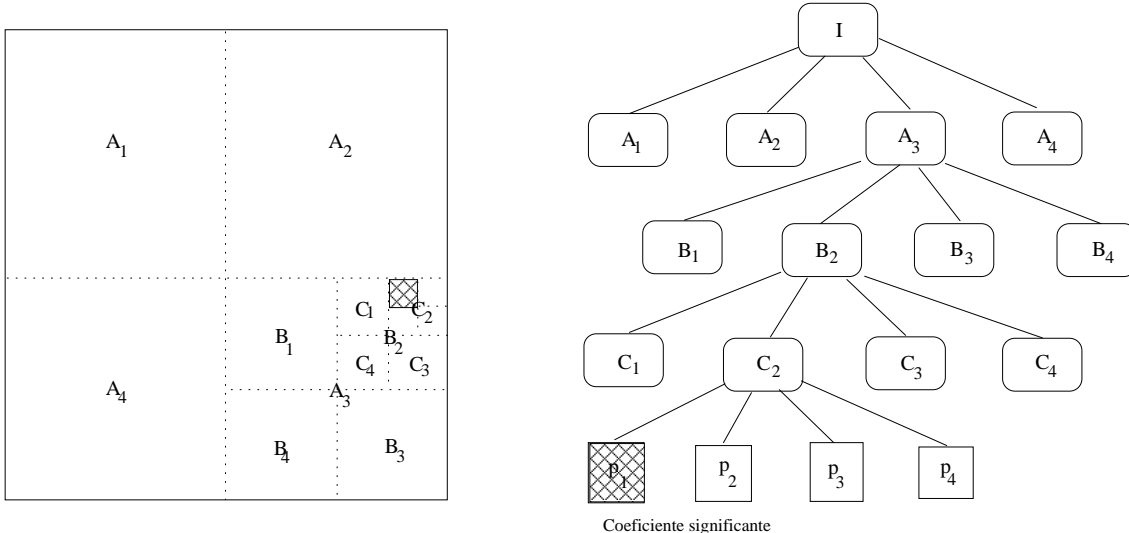 A1
A2
C1
C2
B1
B2
C4
C3
A4
A3
B4
B3
I
A1
A2
A3
A4
B1
B2
B3
B4
C1
C2
C3
C4
p1
p2
p3
p4
Coeficiente significante